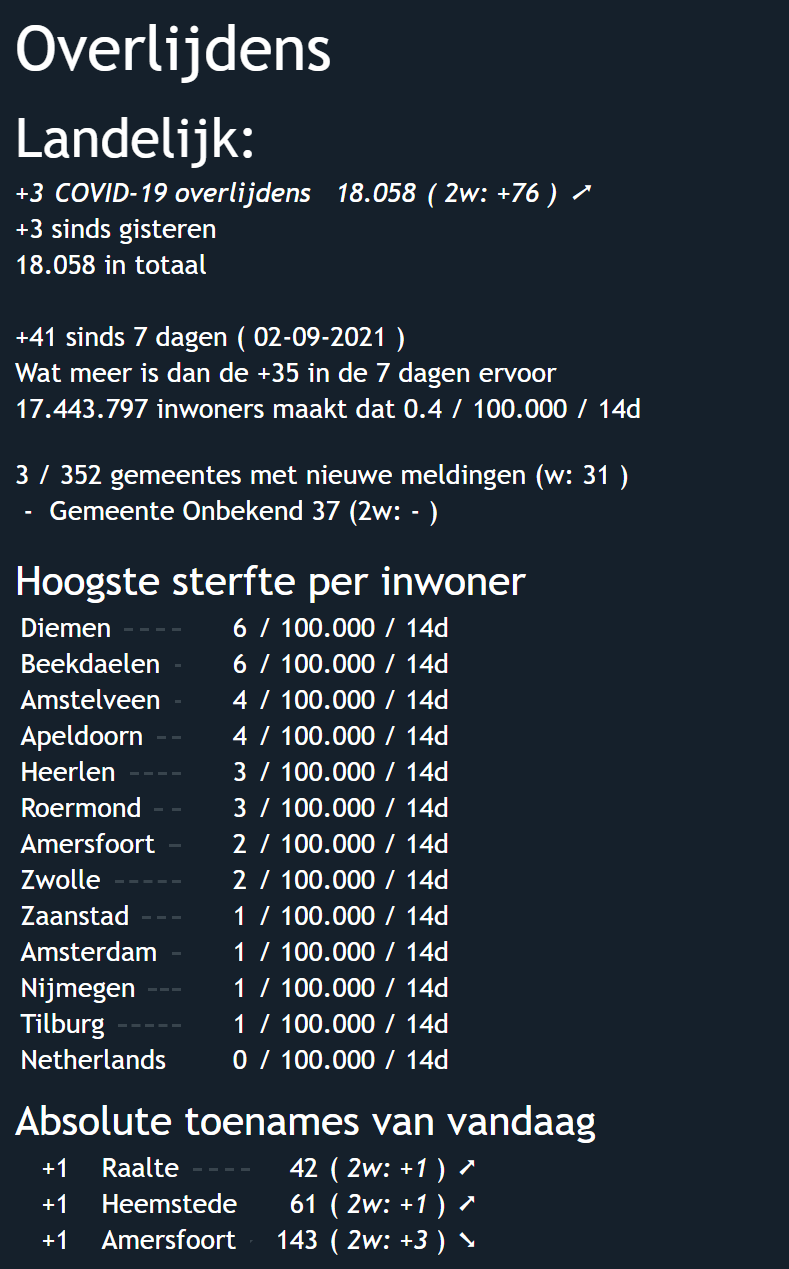 Overlijdens
Landelijk:
+3 COVID-19 overlijdens 18.058 ( 2w: +76 ) ➚
+3 sinds gisteren
18.058 in totaal
+41 sinds 7 dagen ( 02-09-2021 )
Wat meer is dan de +35 in de 7 dagen ervoor
17.443.797 inwoners maakt dat 0.4 / 100.000 / 14d
3 / 352 gemeentes met nieuwe meldingen (w: 31 )
- Gemeente Onbekend 37 (2w: - )
Hoogste sterfte per inwoner
Diemen ---- 6 / 100.000 / 14d
Beekdaelen - 6 / 100.000 / 14d
Amstelveen - 4 / 100.000 / 14d
Apeldoorn -- 4 / 100.000 / 14d
Heerlen ---- 3 / 100.000 / 14d
Roermond -- 3 / 100.000 / 14d
Amersfoort - 2 / 100.000 / 14d
Zwolle ----- 2 / 100.000 / 14d
Zaanstad --- 1 / 100.000 / 14d
Amsterdam - 1 / 100.000 / 14d
Nijmegen --- 1 / 100.000 / 14d
Tilburg ----- 1 / 100.000 / 14d
Netherlands 0 / 100.000 / 14d
Absolute toenames van vandaag
+1 Raalte ---- 42 ( 2w: +1 ) ➚
+1 Heemstede 61 ( 2w: +1 ) ➚
+1 Amersfoort 143 ( 2w: +3 ) ➘